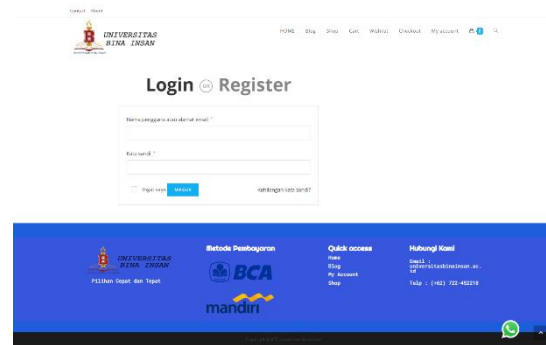 Contact About
UNIVERSITAS
BINA INSAN
HOME Blog Shop Cart Wishlist Checkout My account
Login OR Register
Nama pengguna atau alamat email *
Kata sandi *
Ingat saya MASUK Kehilangan kata sandi?
UNIVERSITAS
BINA INSAN
Pilihan Cepat dan Tepat
Metode Pembayaran
BCA
mandiri
Quick access
Home
Blog
My Account
Shop
Hubungi Kami
Email :
universitasbinainsan.ac.
id
Telp : (+62) 722-452210